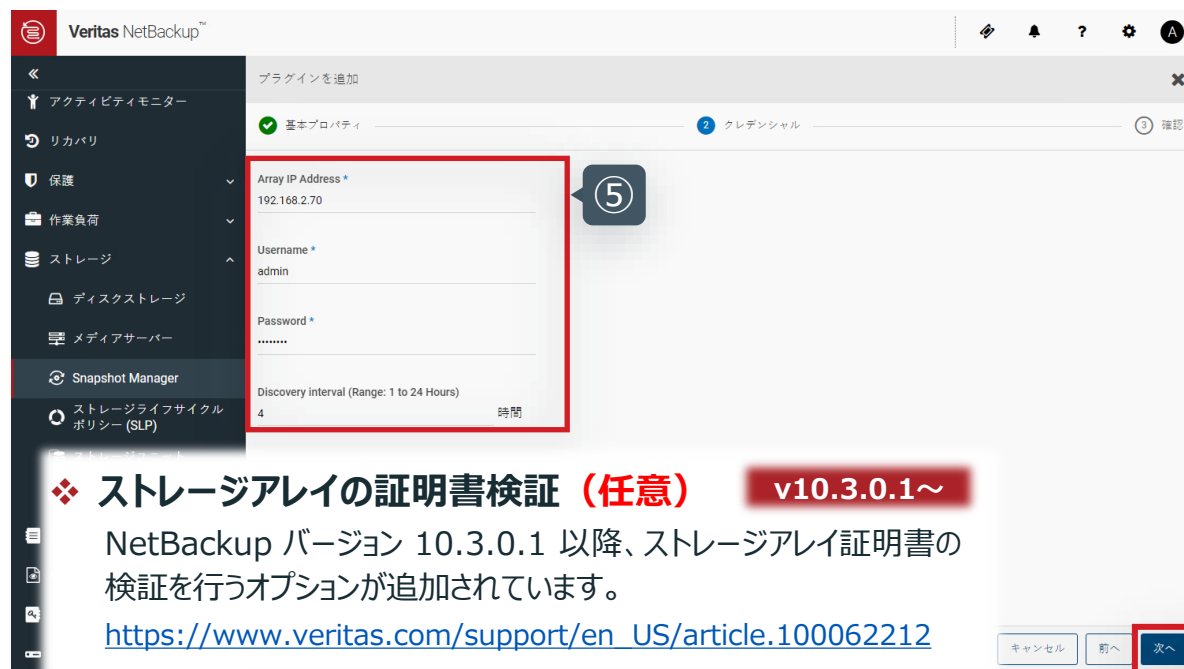 Veritas NetBackup™
?
A
«
アクティビティモニター
リカバリ
保護
作業負荷
ストレージ
ディスクストレージ
メディアサーバー
Snapshot Manager
ストレージライフサイクル
ポリシー (SLP)
プラグインを追加
基本プロパティ
2 クレデンシャル
3 確認
Array IP Address *
192.168.2.70
Username *
admin
Password *
••••••••
Discovery interval (Range: 1 to 24 Hours)
4 時間
⑤
❖ ストレージアレイの証明書検証（任意）
v10.3.0.1～
NetBackup バージョン 10.3.0.1 以降、ストレージアレイ証明書の
検証を行うオプションが追加されています。
https://www.veritas.com/support/en_US/article.100062212
キャンセル
前へ
次へ